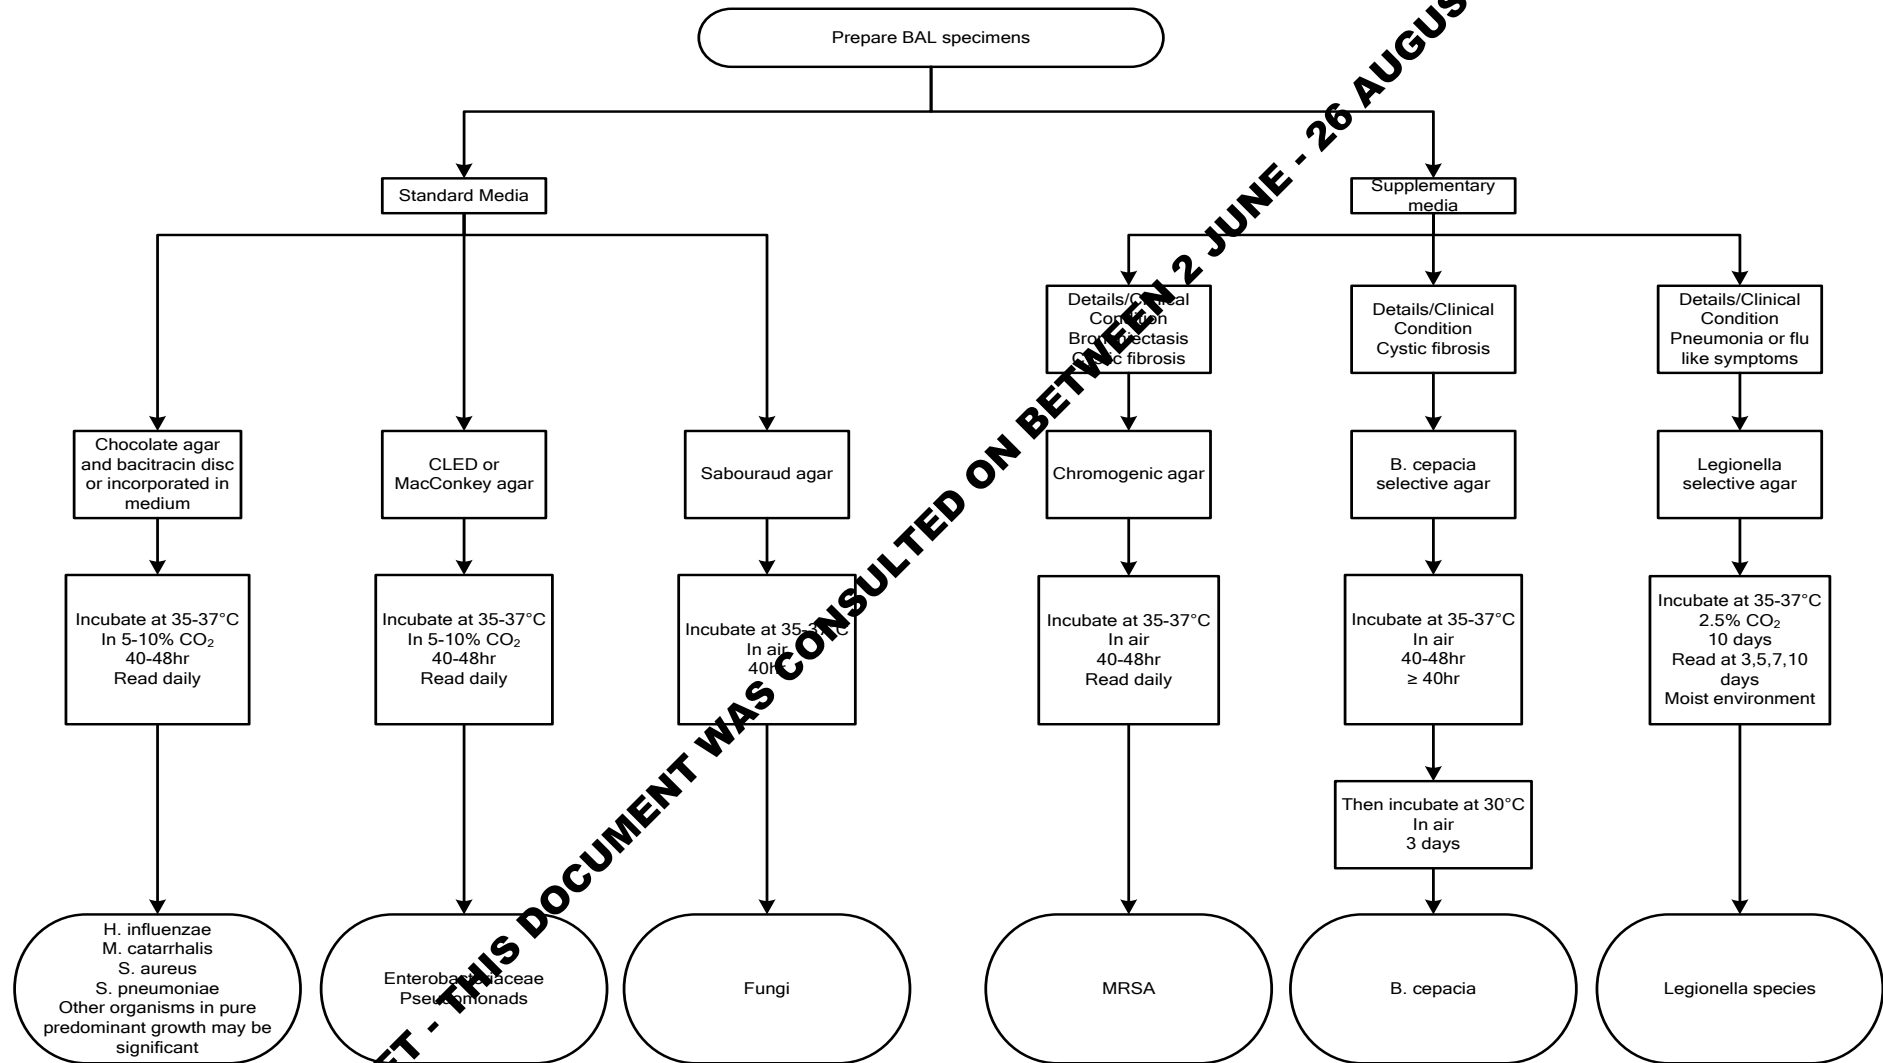 Prepare BAL specimens
Standard Media
Supplementary
media
Details/Clinical
Condition
Bronchiectasis
Cystic fibrosis
Details/Clinical
Condition
Cystic fibrosis
Details/Clinical
Condition
Pneumonia or flu
like symptoms
Chocolate agar
and bacitracin disc
or incorporated in
medium
CLED or
MacConkey agar
Sabouraud agar
Chromogenic agar
B. cepacia
selective agar
Legionella
selective agar
Incubate at 35-37°C
In 5-10% CO₂
40-48hr
Read daily
Incubate at 35-37°C
In 5-10% CO₂
40-48hr
Read daily
Incubate at 35-37°C
In air
40hr
Incubate at 35-37°C
In air
40-48hr
Read daily
Incubate at 35-37°C
In air
40-48hr
≥ 40hr
Incubate at 35-37°C
2.5% CO₂
10 days
Read at 3,5,7,10
days
Moist environment
Then incubate at 30°C
In air
3 days
H. influenzae
M. catarrhalis
S. aureus
S. pneumoniae
Other organisms in pure
predominant growth may be
significant
Enterobacteriaceae
Pseudomonads
Fungi
MRSA
B. cepacia
Legionella species
- THIS DOCUMENT WAS CONSULTED ON BETWEEN 2 JUNE - 26